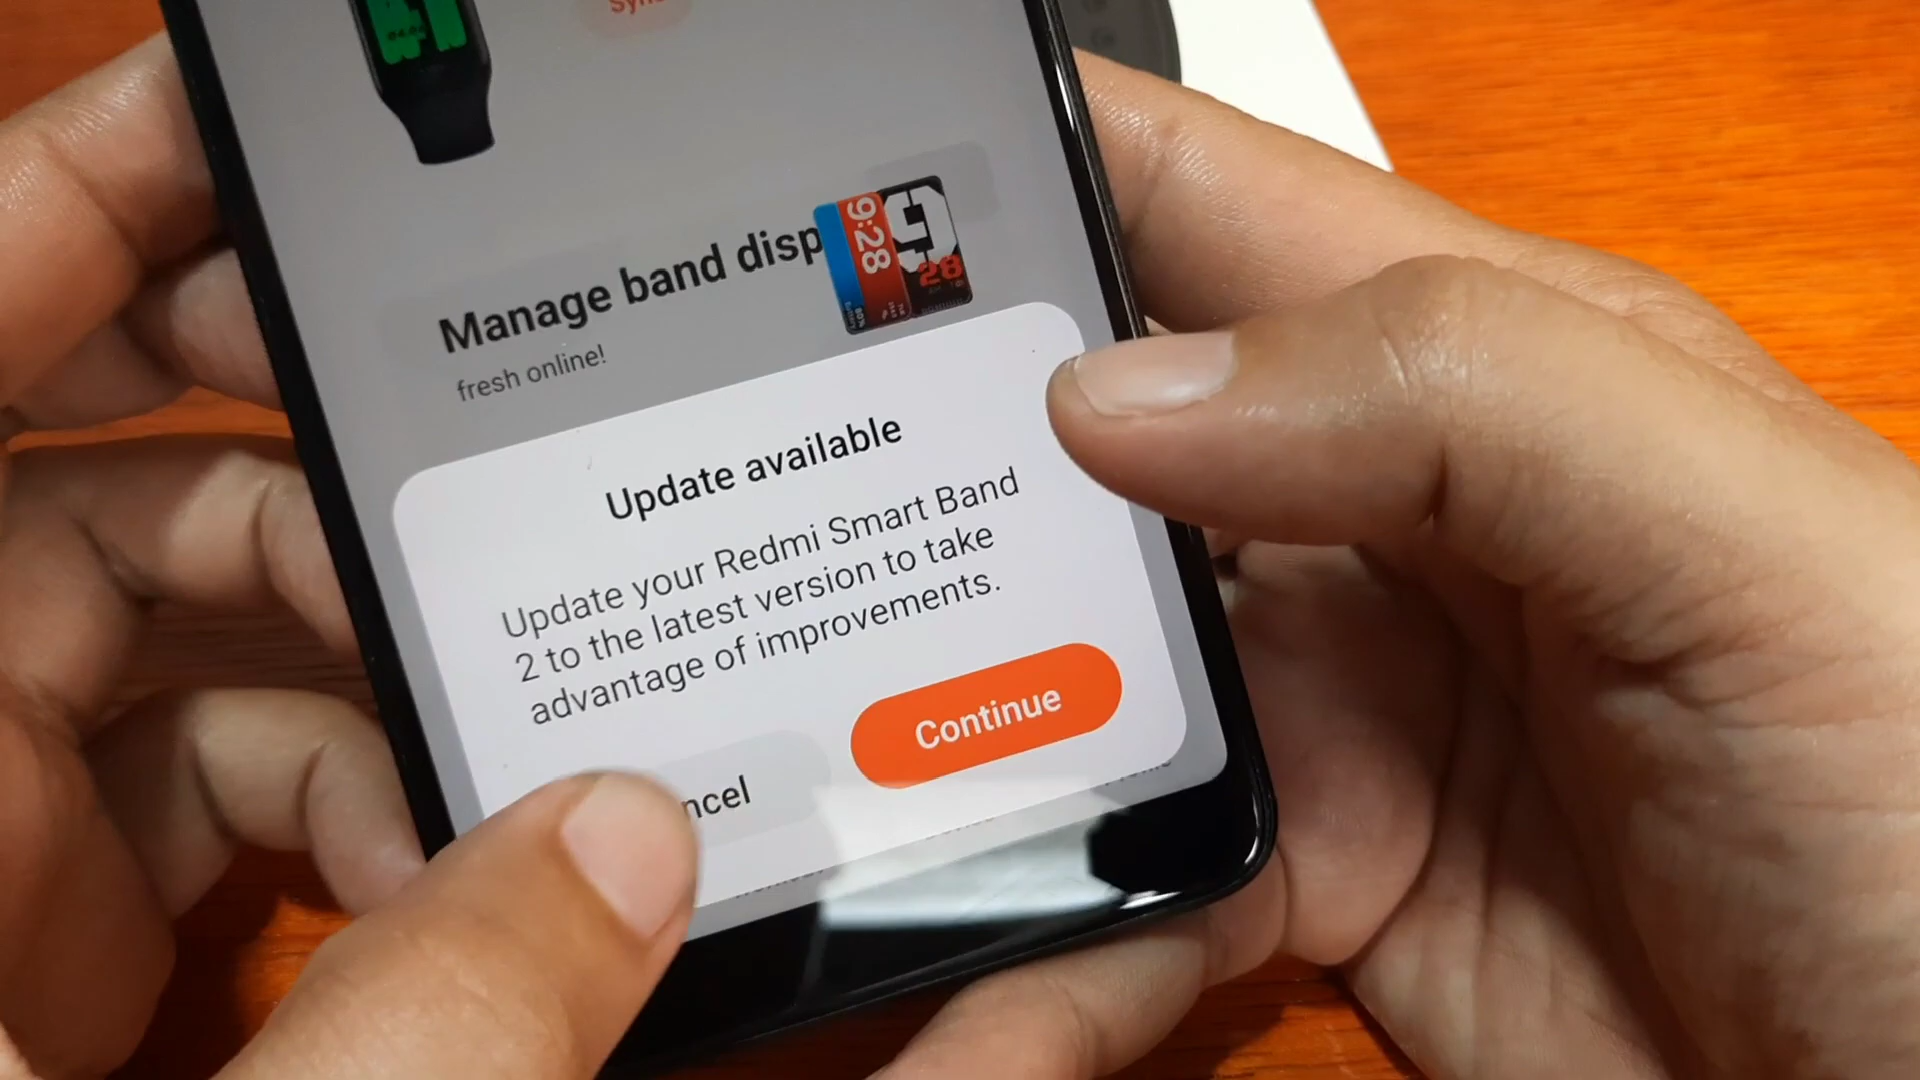 Manage band disp
fresh online!
9:28
28
Update available
Update your Redmi Smart Band
2 to the latest version to take
advantage of improvements.
ncel
Continue